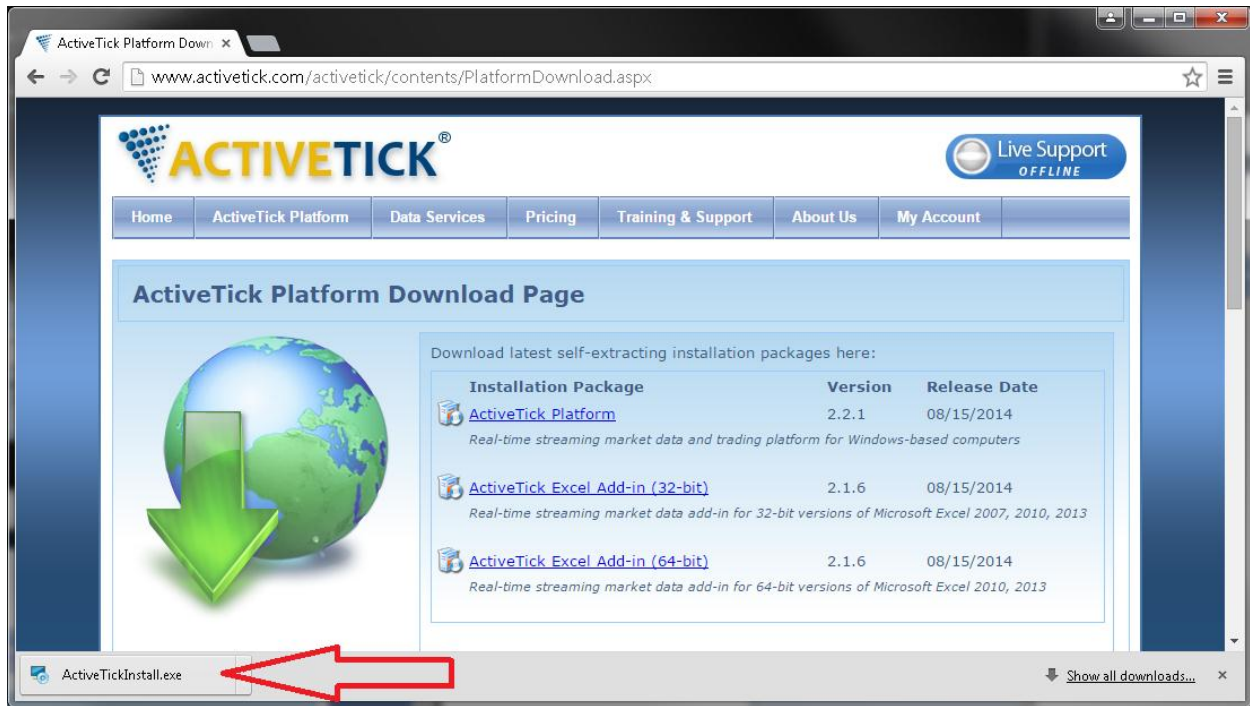 ActiveTick Platform Down
www.activetick.com/activetick/contents/PlatformDownload.aspx
ACTIVETICK®
Live Support
OFFLINE
Home ActiveTick Platform Data Services Pricing Training & Support About Us My Account
ActiveTick Platform Download Page
Download latest self-extracting installation packages here:
Installation Package Version Release Date
ActiveTick Platform 2.2.1 08/15/2014
Real-time streaming market data and trading platform for Windows-based computers
ActiveTick Excel Add-in (32-bit) 2.1.6 08/15/2014
Real-time streaming market data add-in for 32-bit versions of Microsoft Excel 2007, 2010, 2013
ActiveTick Excel Add-in (64-bit) 2.1.6 08/15/2014
Real-time streaming market data add-in for 64-bit versions of Microsoft Excel 2010, 2013
ActiveTickInstall.exe
Show all downloads...